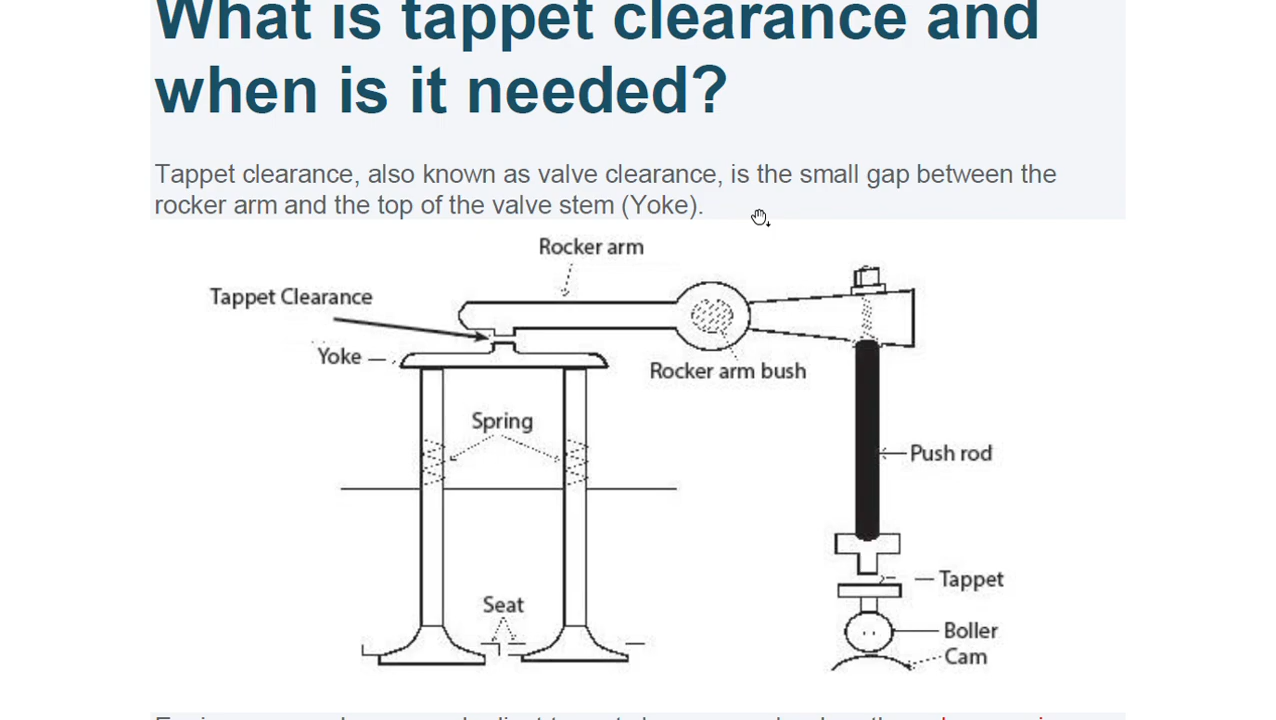 What is tappet clearance and
when is it needed?
Tappet clearance, also known as valve clearance, is the small gap between the
rocker arm and the top of the valve stem (Yoke).
Rocker arm
Tappet Clearance
Yoke
Rocker arm bush
Spring
Push rod
Tappet
Seat
Boller
Cam